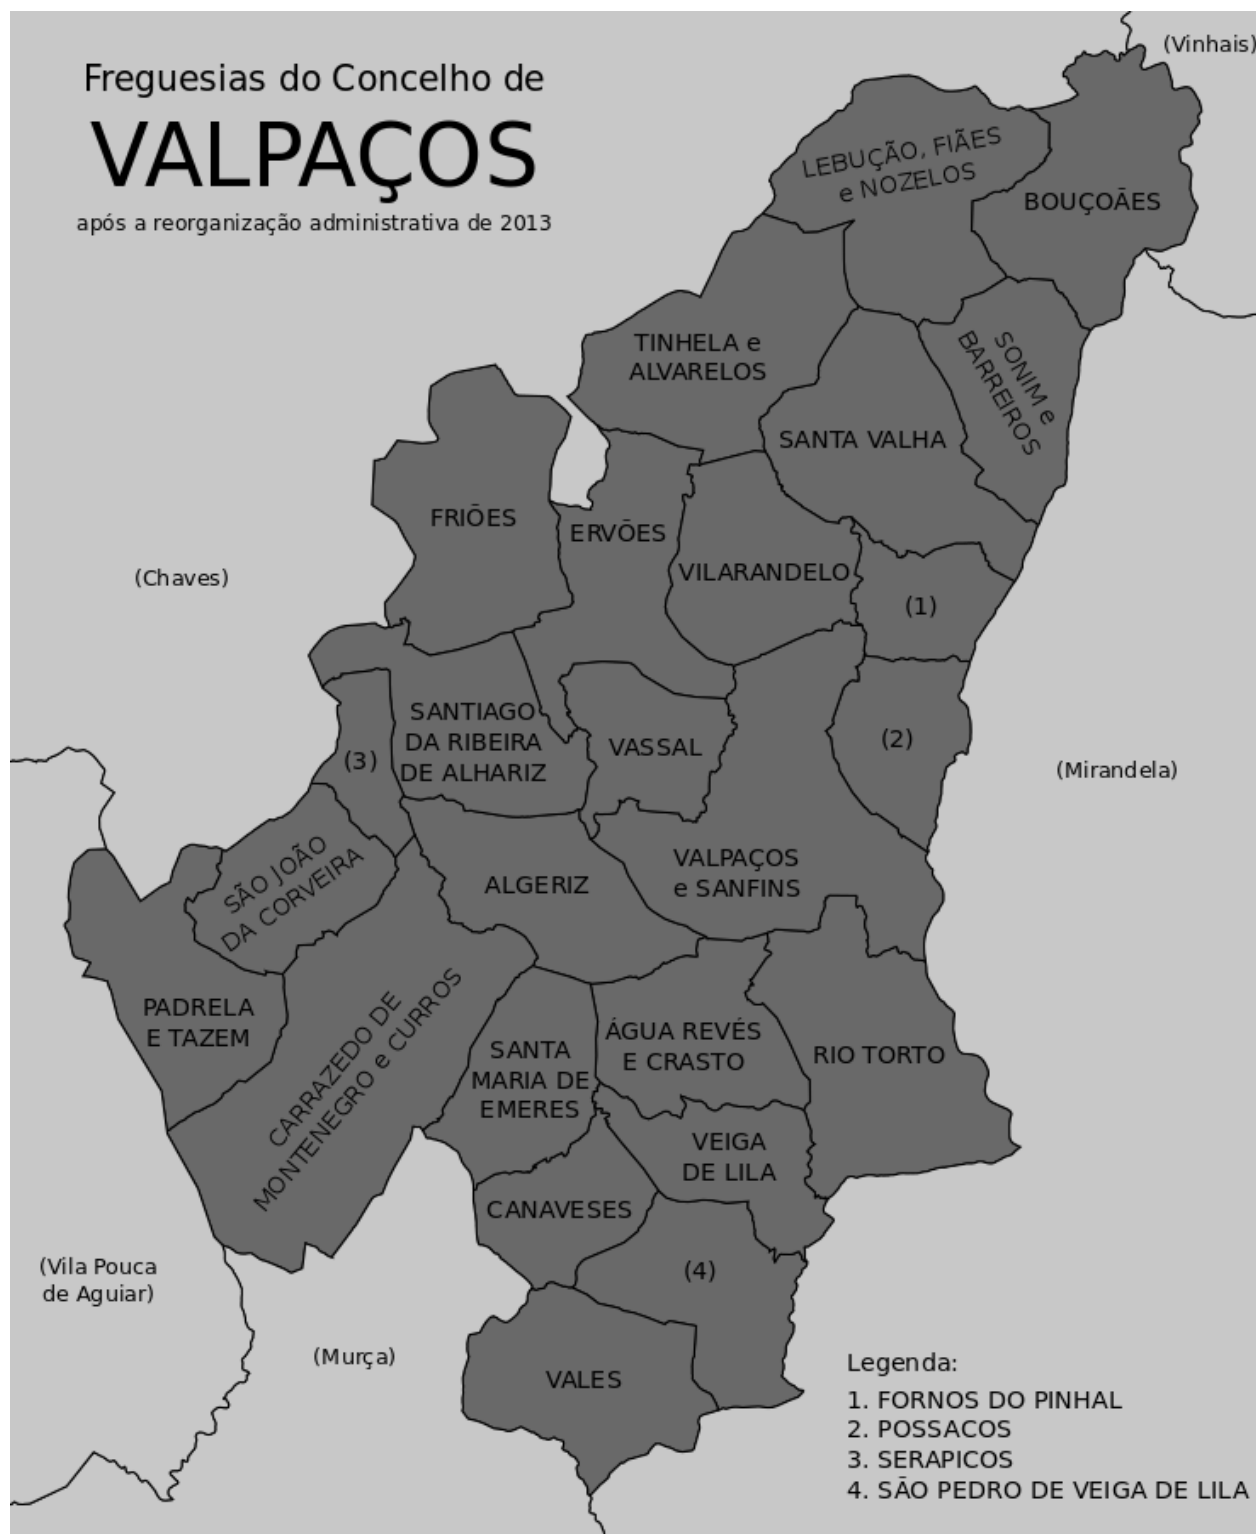 Freguesias do Concelho de
VALPAÇOS
após a reorganização administrativa de 2013
(Vinhais)
LEBUÇÃO, FIÃES
e NOZELOS
BOUÇOÃES
TINHELA e
ALVARELOS
SONIM e
BARREIROS
SANTA VALHA
FRIÕES
ERVÕES
VILARANDELO
(Chaves)
(1)
SANTIAGO
DA RIBEIRA
DE ALHARIZ
(3)
VASSAL
(2)
(Mirandela)
SÃO JOÃO
DA CORVEIRA
ALGERIZ
VALPAÇOS
e SANFINS
PADRELA
E TAZEM
CARRAZEDO DE
MONTENEGRO e CURROS
SANTA
MARIA DE
EMERES
ÁGUA REVÉS
E CRASTO
RIO TORTO
VEIGA
DE LILA
CANAVESES
(4)
(Vila Pouca
de Aguiar)
(Murça)
VALES
Legenda:
1. FORNOS DO PINHAL
2. POSSACOS
3. SERAPICOS
4. SÃO PEDRO DE VEIGA DE LILA